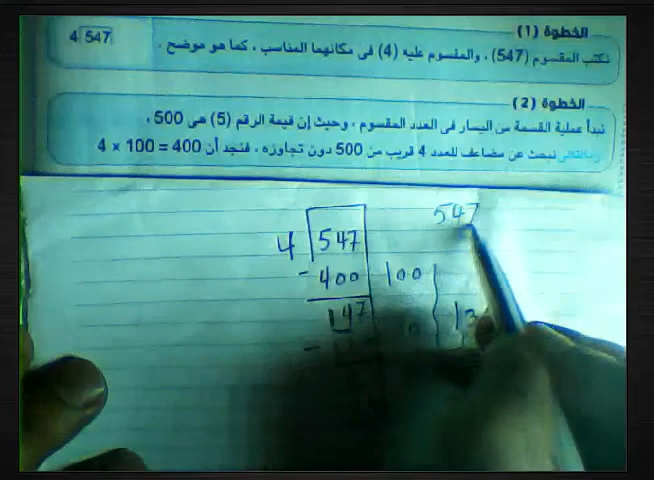 الخطوة (1)
نكتب المقسوم (547) ، والمقسوم عليه (4) فى مكانهما المناسب ، كما هو موضح .
4 547
الخطوة (2)
نبدأ عملية القسمة من اليسار فى العدد المقسوم ، وحيث إن قيمة الرقم (5) هى 500 ،
وبالتالى نبحث عن مضاعف للعدد 4 قريب من 500 دون تجاوزه ، فنجد أن 400 = 100 × 4
547
4 547
- 400 100
147
-